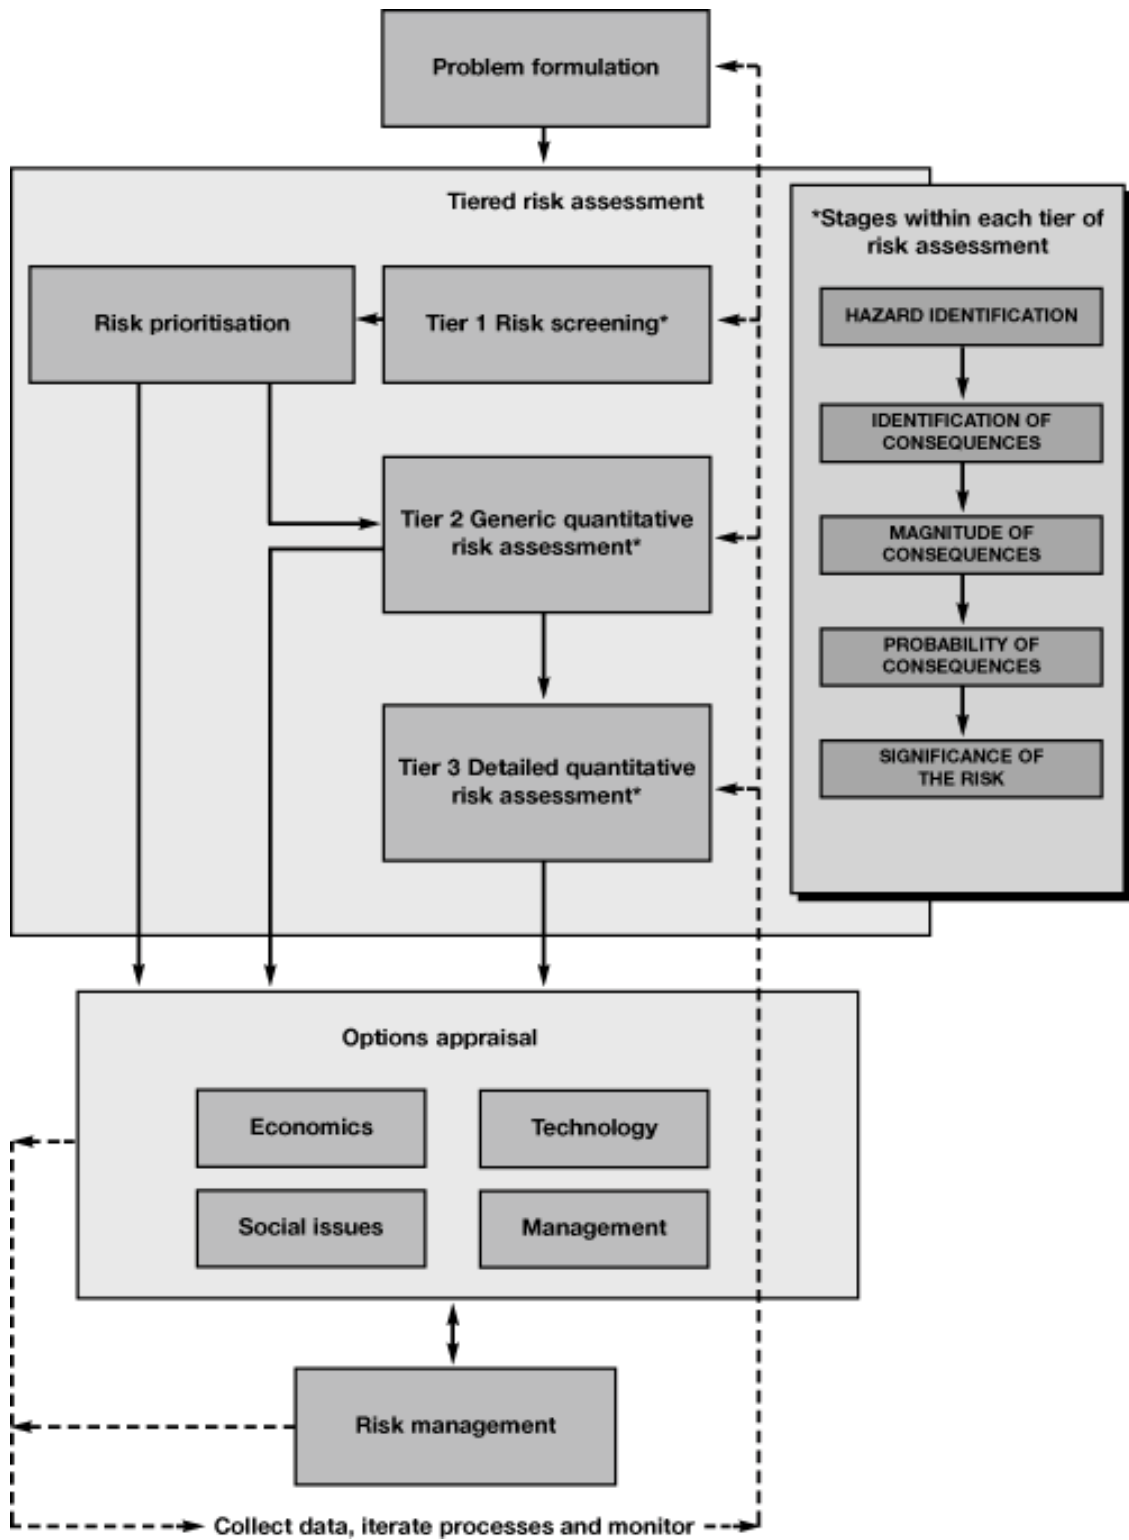 Problem formulation
Tiered risk assessment
*Stages within each tier of
risk assessment
Risk prioritisation
Tier 1 Risk screening*
HAZARD IDENTIFICATION
IDENTIFICATION OF
CONSEQUENCES
Tier 2 Generic quantitative
risk assessment*
MAGNITUDE OF
CONSEQUENCES
PROBABILITY OF
CONSEQUENCES
Tier 3 Detailed quantitative
risk assessment*
SIGNIFICANCE OF
THE RISK
Options appraisal
Economics
Technology
Social issues
Management
Risk management
Collect data, iterate processes and monitor